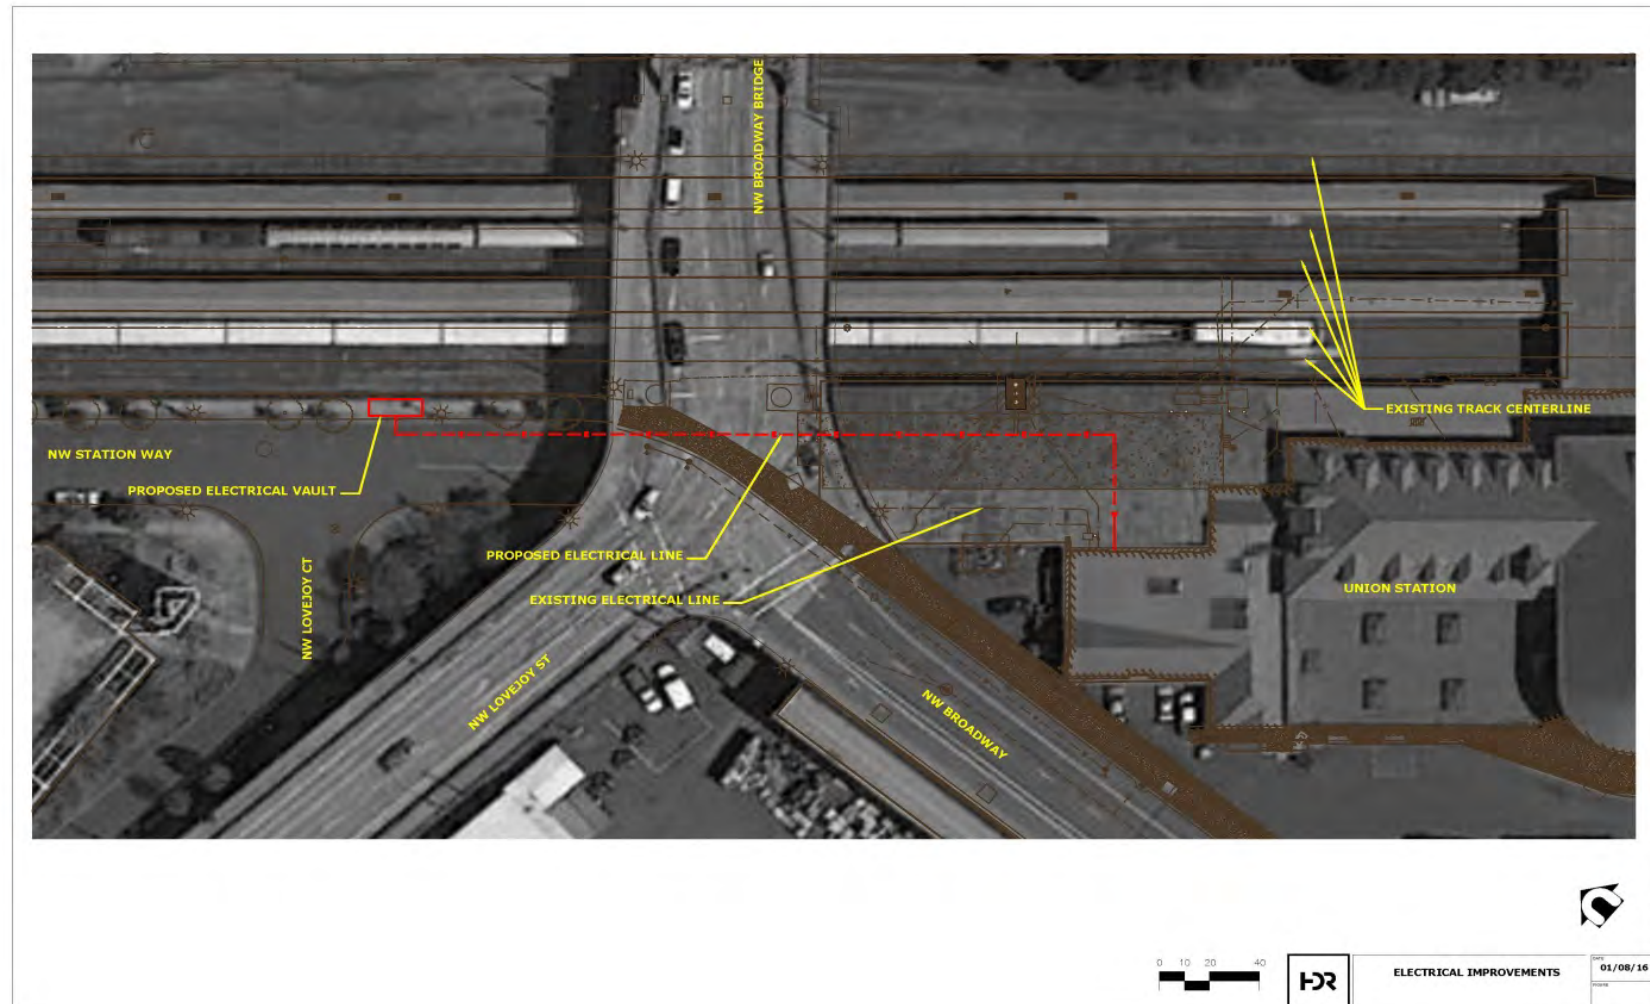 NW BROADWAY BRIDGE
EXISTING TRACK CENTERLINE
NW STATION WAY
PROPOSED ELECTRICAL VAULT
PROPOSED ELECTRICAL LINE
EXISTING ELECTRICAL LINE
NW LOVEJOY CT
UNION STATION
NW LOVEJOY ST
NW BROADWAY
0 10 20 40
HDR
ELECTRICAL IMPROVEMENTS
DATE
01/08/16
FIGURE